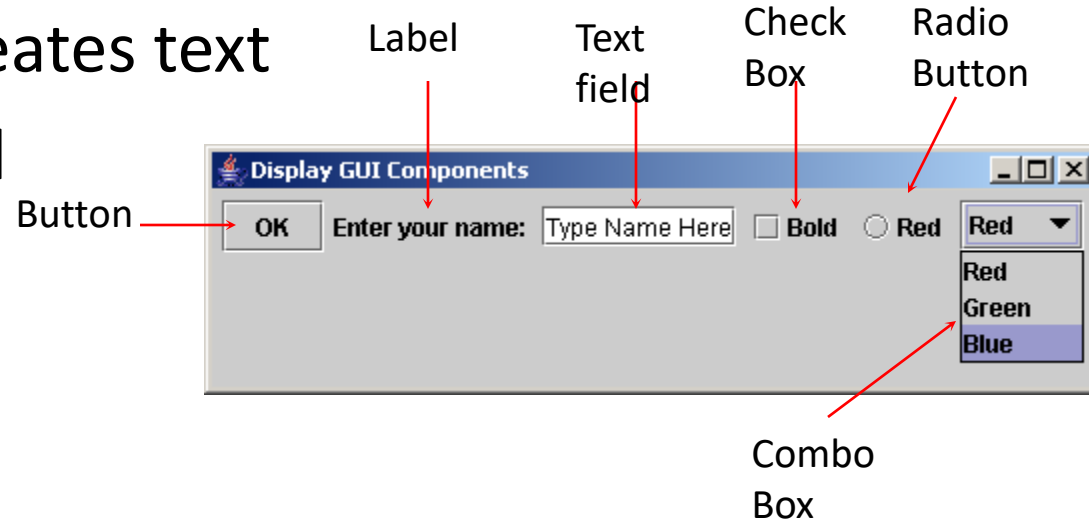 eates text
Label
Text
field
Check
Box
Radio
Button
Button
Display GUI Components
OK Enter your name: Type Name Here Bold Red Red
Red
Green
Blue
Combo
Box